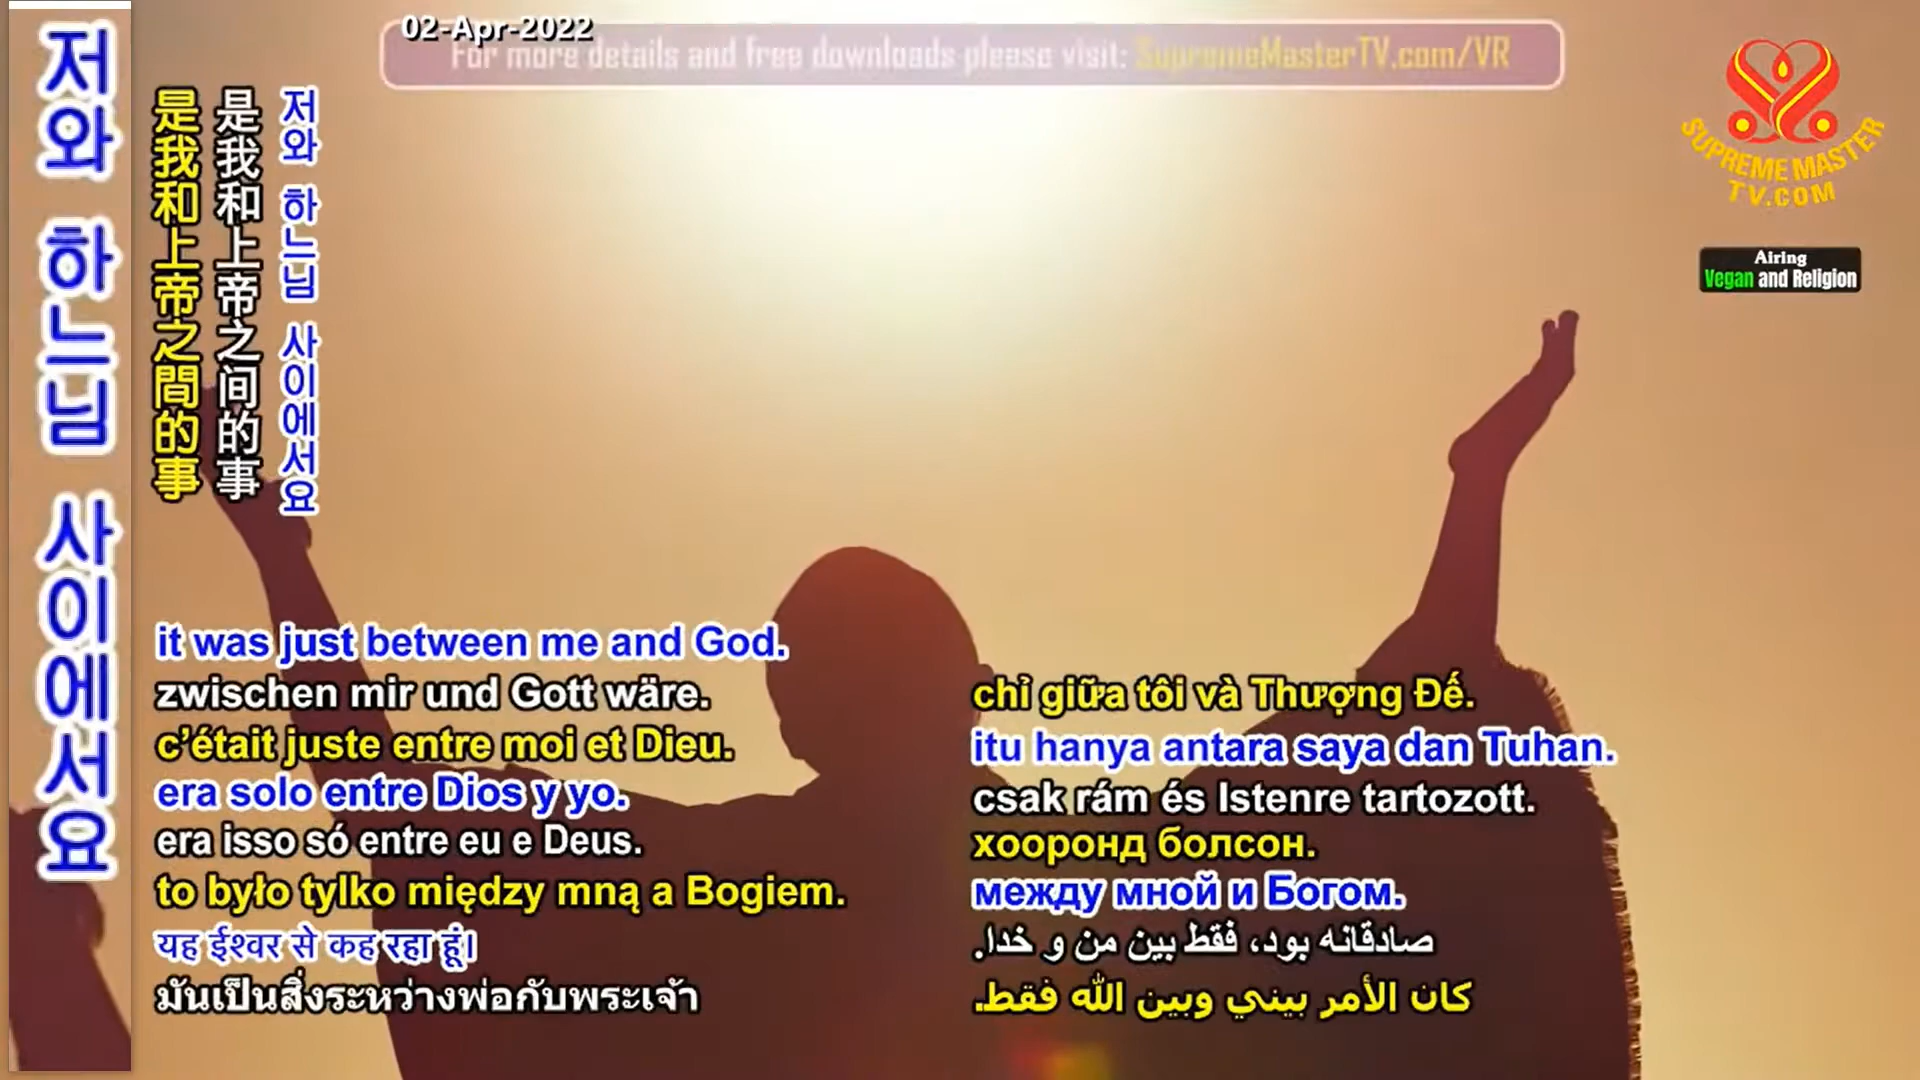 02-Apr-2022
For more details and free downloads please visit: SupremeMasterTV.com/VR
SUPREME MASTER
TV.COM
Airing
Vegan and Religion
저와 하느님 사이에서요
是我和上帝之間的事
是我和上帝之间的事
저와 하느님 사이에서요
it was just between me and God.
zwischen mir und Gott wäre.
c’était juste entre moi et Dieu.
era solo entre Dios y yo.
era isso só entre eu e Deus.
to było tylko między mną a Bogiem.
यह ईश्वर से कह रहा हूं।
มันเป็นสิ่งระหว่างพ่อกับพระเจ้า
chỉ giữa tôi và Thượng Đế.
itu hanya antara saya dan Tuhan.
csak rám és Istenre tartozott.
хооронд болсон.
между мной и Богом.
صادقانه بود، فقط بین من و خدا.
كان الأمر بيني وبين الله فقط.